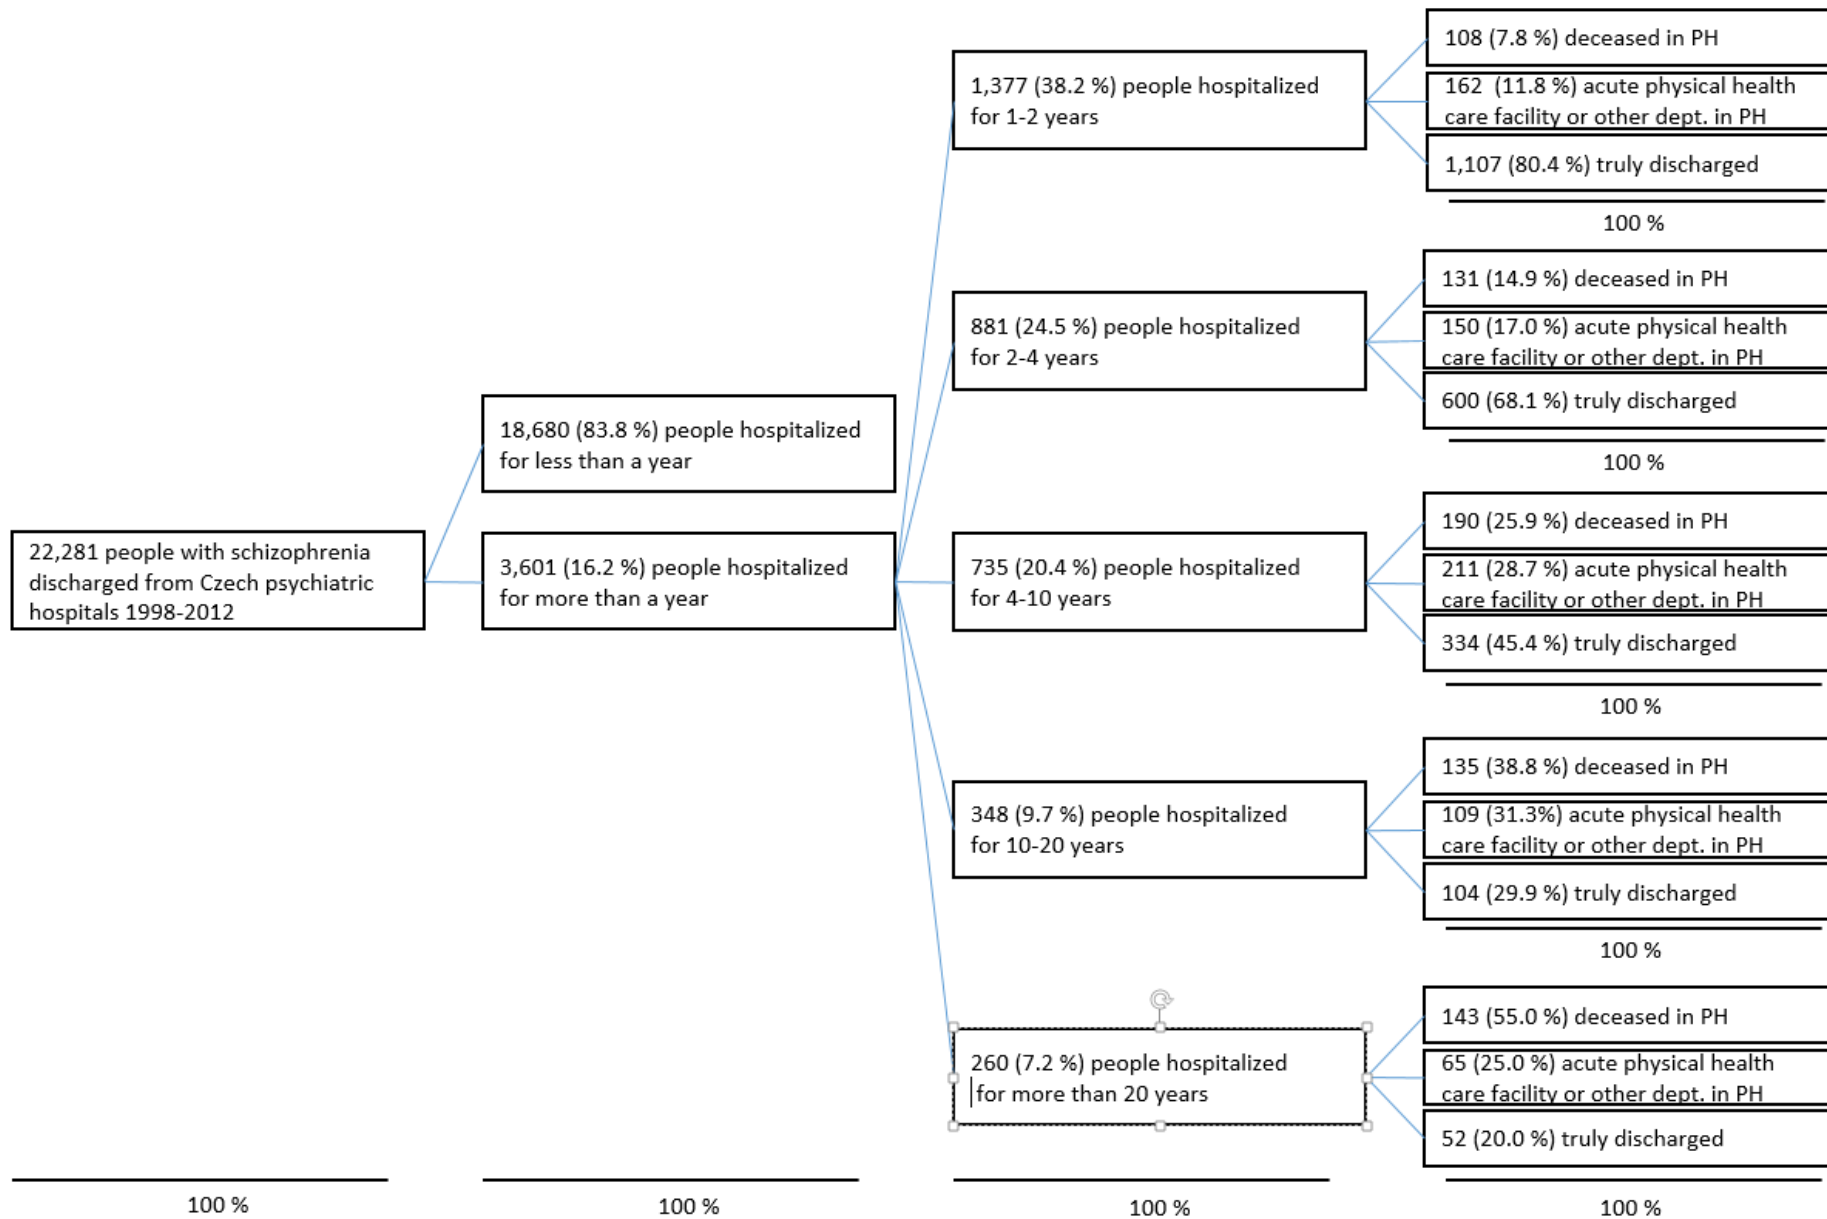 22,281 people with schizophrenia
discharged from Czech psychiatric
hospitals 1998-2012
100 %
18,680 (83.8 %) people hospitalized
for less than a year
3,601 (16.2 %) people hospitalized
for more than a year
100 %
1,377 (38.2 %) people hospitalized
for 1-2 years
881 (24.5 %) people hospitalized
for 2-4 years
735 (20.4 %) people hospitalized
for 4-10 years
348 (9.7 %) people hospitalized
for 10-20 years
260 (7.2 %) people hospitalized
for more than 20 years
100 %
108 (7.8 %) deceased in PH
162 (11.8 %) acute physical health
care facility or other dept. in PH
1,107 (80.4 %) truly discharged
100 %
131 (14.9 %) deceased in PH
150 (17.0 %) acute physical health
care facility or other dept. in PH
600 (68.1 %) truly discharged
100 %
190 (25.9 %) deceased in PH
211 (28.7 %) acute physical health
care facility or other dept. in PH
334 (45.4 %) truly discharged
100 %
135 (38.8 %) deceased in PH
109 (31.3%) acute physical health
care facility or other dept. in PH
104 (29.9 %) truly discharged
100 %
143 (55.0 %) deceased in PH
65 (25.0 %) acute physical health
care facility or other dept. in PH
52 (20.0 %) truly discharged
100 %